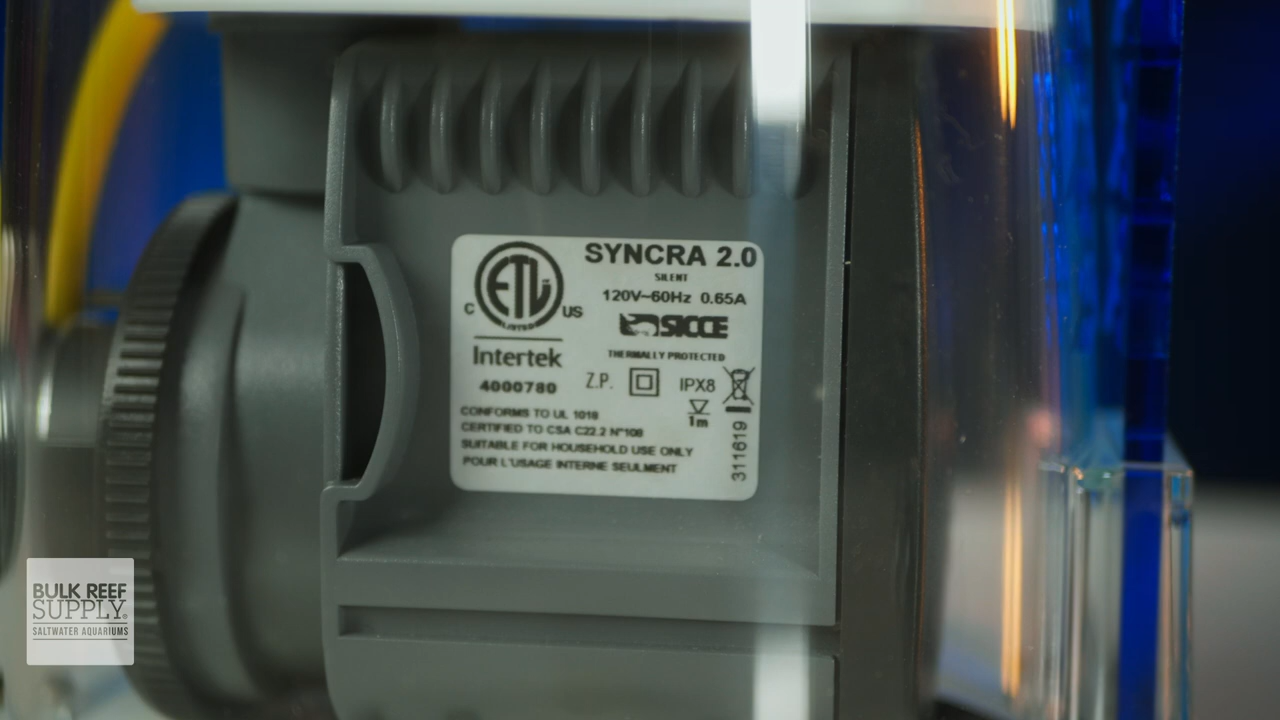 SYNCRA 2.0
SILENT
120V~60Hz 0.65A
SICCE
THERMALLY PROTECTED
Z.P. IPX8
1m
311619
ETL
LISTED
C US
Intertek
4000780
CONFORMS TO UL 1018
CERTIFIED TO CSA C22.2 N°108
SUITABLE FOR HOUSEHOLD USE ONLY
POUR L'USAGE INTERNE SEULMENT
BULK REEF
SUPPLY®
SALTWATER AQUARIUMS